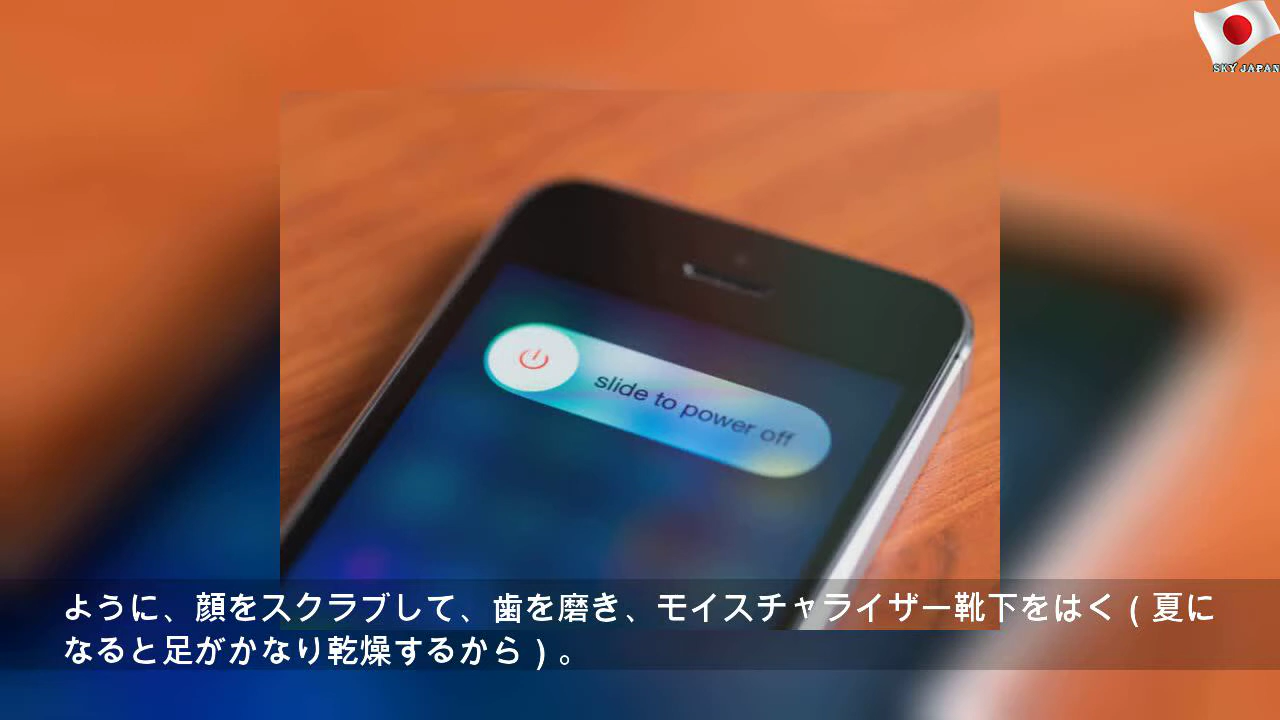 SKY JAPAN
slide to power off
ように、顔をスクラブして、歯を磨き、モイスチャライザー靴下をはく ( 夏に
なると足がかなり乾燥するから ) 。